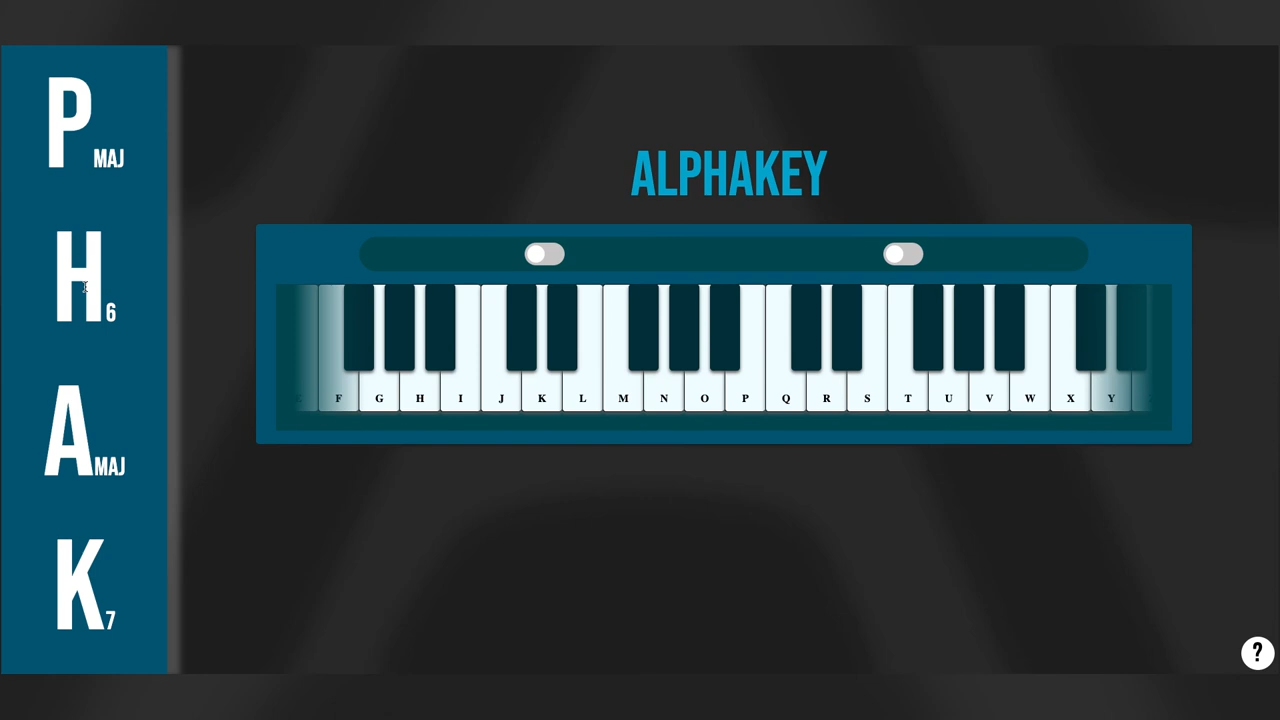 P MAJ
H 6
A MAJ
K 7
ALPHAKEY
F G H I J K L M N O P Q R S T U V W X Y
?